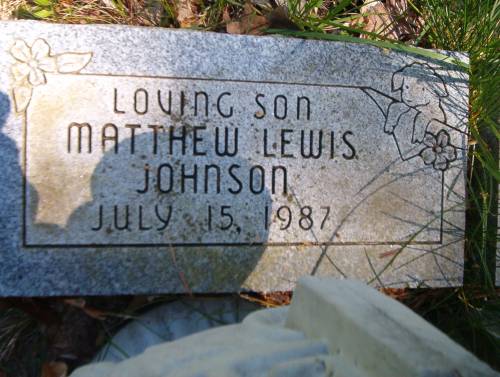 LOVING SON
MATTHEW LEWIS
JOHNSON
JULY 15, 1987